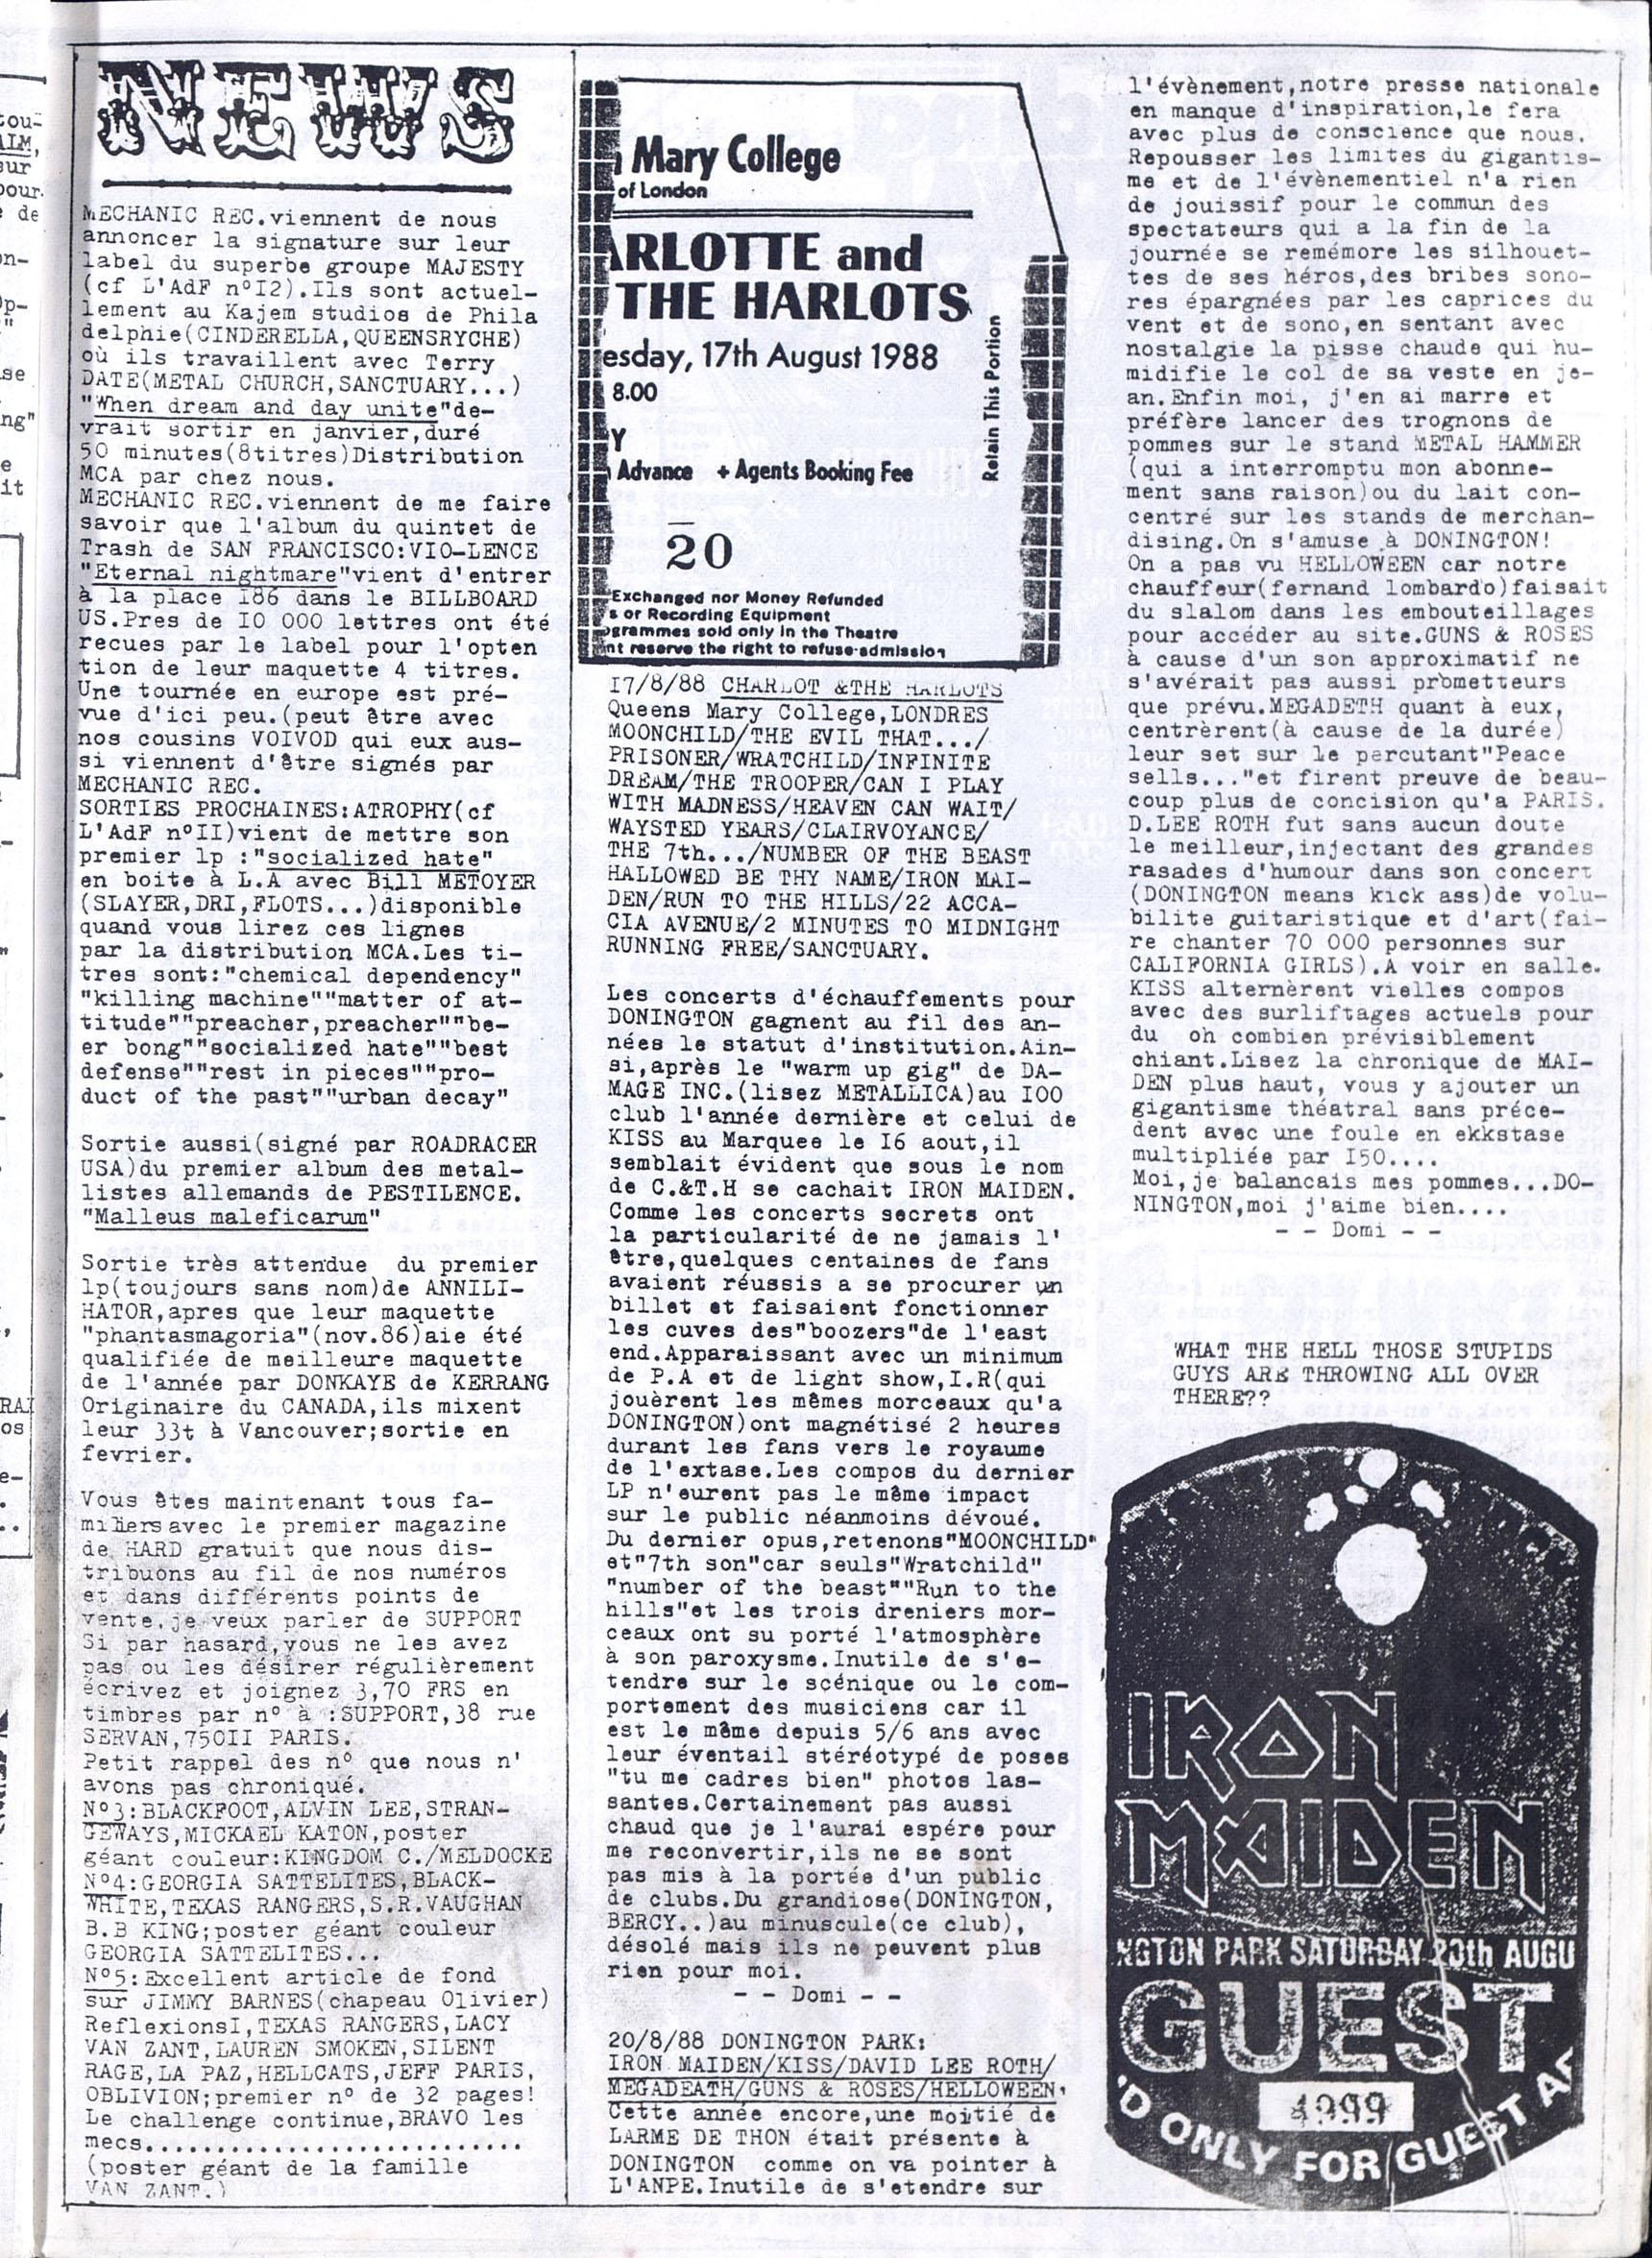 NEWS
MECHANIC REC.viennent de nous
annoncer la signature sur leur
label du superbe groupe MAJESTY
(cf L'AdF n°I2).Ils sont actuel-
lement au Kajem studios de Phila
delphie(CINDERELLA,QUEENSRYCHE)
où ils travaillent avec Terry
DATE(METAL CHURCH,SANCTUARY...)
"When dream and day unite"de-
vrait sortir en janvier,duré
50 minutes(8titres)Distribution
MCA par chez nous.
MECHANIC REC.viennent de me faire
savoir que l'album du quintet de
Trash de SAN FRANCISCO:VIO-LENCE
"Eternal nightmare"vient d'entrer
à la place I86 dans le BILLBOARD
US.Pres de IO 000 lettres ont été
recues par le label pour l'opten
tion de leur maquette 4 titres.
Une tournée en europe est pré-
vue d'ici peu.(peut être avec
nos cousins VOIVOD qui eux aus-
si viennent d'être signés par
MECHANIC REC.
SORTIES PROCHAINES:ATROPHY(cf
L'AdF n°II)vient de mettre son
premier lp :"socialized hate"
en boite à L.A avec Bill METOYER
(SLAYER,DRI,FLOTS...)disponible
quand vous lirez ces lignes
par la distribution MCA.Les ti-
tres sont:"chemical dependency"
"killing machine""matter of at-
titude""preacher,preacher""be-
er bong""socialized hate""best
defense""rest in pieces""pro-
duct of the past""urban decay"
Sortie aussi(signé par ROADRACER
USA)du premier album des metal-
listes allemands de PESTILENCE.
"Malleus maleficarum"
Sortie très attendue du premier
lp(toujours sans nom)de ANNILI-
HATOR,apres que leur maquette
"phantasmagoria"(nov.86)aie été
qualifiée de meilleure maquette
de l'année par DONKAYE de KERRANG
Originaire du CANADA,ils mixent
leur 33t à Vancouver;sortie en
fevrier.
Vous êtes maintenant tous fa-
miliers avec le premier magazine
de HARD gratuit que nous dis-
tribuons au fil de nos numéros
et dans différents points de
vente.je veux parler de SUPPORT
Si par hasard,vous ne les avez
pas ou les désirer régulièrement
écrivez et joignez 3,70 FRS en
timbres par n° à :SUPPORT,38 rue
SERVAN,75OII PARIS.
Petit rappel des n° que nous n'
avons pas chroniqué.
N°3:BLACKFOOT,ALVIN LEE,STRAN-
GEWAYS,MICKAEL KATON,poster
géant couleur:KINGDOM C./MELDOCKE
N°4:GEORGIA SATTELITES,BLACK-
WHITE,TEXAS RANGERS,S.R.VAUGHAN
B.B KING;poster géant couleur
GEORGIA SATTELITES...
N°5:Excellent article de fond
sur JIMMY BARNES(chapeau Olivier)
ReflexionsI,TEXAS RANGERS,LACY
VAN ZANT,LAUREN SMOKEN,SILENT
RAGE,LA PAZ,HELLCATS,JEFF PARIS,
OBLIVION;premier n° de 32 pages!
Le challenge continue,BRAVO les
mecs............................
(poster géant de la famille
VAN ZANT.)
Mary College
of London
ARLOTTE and
THE HARLOTS
esday, 17th August 1988
8.00
Y
Advance + Agents Booking Fee
20
Exchanged nor Money Refunded
s or Recording Equipment
ogrammes sold only in the Theatre
nt reserve the right to refuse admission
Retain This Portion
I7/8/88 CHARLOT &THE HARLOTS
Queens Mary College,LONDRES
MOONCHILD/THE EVIL THAT.../
PRISONER/WRATCHILD/INFINITE
DREAM/THE TROOPER/CAN I PLAY
WITH MADNESS/HEAVEN CAN WAIT/
WAYSTED YEARS/CLAIRVOYANCE/
THE 7th.../NUMBER OF THE BEAST
HALLOWED BE THY NAME/IRON MAI-
DEN/RUN TO THE HILLS/22 ACCA-
CIA AVENUE/2 MINUTES TO MIDNIGHT
RUNNING FREE/SANCTUARY.
Les concerts d'échauffements pour
DONINGTON gagnent au fil des an-
nées le statut d'institution.Ain-
si,après le "warm up gig" de DA-
MAGE INC.(lisez METALLICA)au IOO
club l'année dernière et celui de
KISS au Marquee le I6 aout,il
semblait évident que sous le nom
de C.&T.H se cachait IRON MAIDEN.
Comme les concerts secrets ont
la particularité de ne jamais l'
être,quelques centaines de fans
avaient réussis a se procurer un
billet et faisaient fonctionner
les cuves des"boozers"de l'east
end.Apparaissant avec un minimum
de P.A et de light show,I.R(qui
jouèrent les mêmes morceaux qu'a
DONINGTON)ont magnétisé 2 heures
durant les fans vers le royaume
de l'extase.Les compos du dernier
LP n'eurent pas le même impact
sur le public néanmoins dévoué.
Du dernier opus,retenons"MOONCHILD"
et"7th son"car seuls"Wratchild"
"number of the beast""Run to the
hills"et les trois dreniers mor-
ceaux ont su porté l'atmosphère
à son paroxysme.Inutile de s'e-
tendre sur le scénique ou le com-
portement des musiciens car il
est le même depuis 5/6 ans avec
leur éventail stéréotypé de poses
"tu me cadres bien" photos las-
santes.Certainement pas aussi
chaud que je l'aurai espére pour
me reconvertir,ils ne se sont
pas mis à la portée d'un public
de clubs.Du grandiose(DONINGTON,
BERCY..)au minuscule(ce club),
désolé mais ils ne peuvent plus
rien pour moi.
- - Domi - -
20/8/88 DONINGTON PARK:
IRON MAIDEN/KISS/DAVID LEE ROTH/
MEGADEATH/GUNS & ROSES/HELLOWEEN.
Cette année encore,une moitié de
LARME DE THON était présente à
DONINGTON comme on va pointer à
L'ANPE.Inutile de s'etendre sur
l'évènement,notre presse nationale
en manque d'inspiration,le fera
avec plus de conscience que nous.
Repousser les limites du gigantis-
me et de l'évènementiel n'a rien
de jouissif pour le commun des
spectateurs qui a la fin de la
journée se remémore les silhouet-
tes de ses héros,des bribes sono-
res épargnées par les caprices du
vent et de sono,en sentant avec
nostalgie la pisse chaude qui hu-
midifie le col de sa veste en je-
an.Enfin moi, j'en ai marre et
préfère lancer des trognons de
pommes sur le stand METAL HAMMER
(qui a interromptu mon abonne-
ment sans raison)ou du lait con-
centré sur les stands de merchan-
dising.On s'amuse à DONINGTON!
On a pas vu HELLOWEEN car notre
chauffeur(fernand lombardo)faisait
du slalom dans les embouteillages
pour accéder au site.GUNS & ROSES
à cause d'un son approximatif ne
s'avérait pas aussi prometteurs
que prévu.MEGADETH quant à eux,
centrèrent(à cause de la durée)
leur set sur le percutant"Peace
sells..."et firent preuve de beau-
coup plus de concision qu'a PARIS.
D.LEE ROTH fut sans aucun doute
le meilleur,injectant des grandes
rasades d'humour dans son concert
(DONINGTON means kick ass)de volu-
bilite guitaristique et d'art(fai-
re chanter 70 000 personnes sur
CALIFORNIA GIRLS).A voir en salle.
KISS alternèrent vielles compos
avec des surliftages actuels pour
du oh combien prévisiblement
chiant.Lisez la chronique de MAI-
DEN plus haut, vous y ajouter un
gigantisme théatral sans préce-
dent avec une foule en ekkstase
multipliée par I50....
Moi,je balancais mes pommes...DO-
NINGTON,moi j'aime bien....
- - Domi - -
WHAT THE HELL THOSE STUPIDS
GUYS ARE THROWING ALL OVER
THERE??
IRON
MAIDEN
NGTON PARK SATURDAY 20th AUGU
GUEST
4999
D ONLY FOR GUEST A